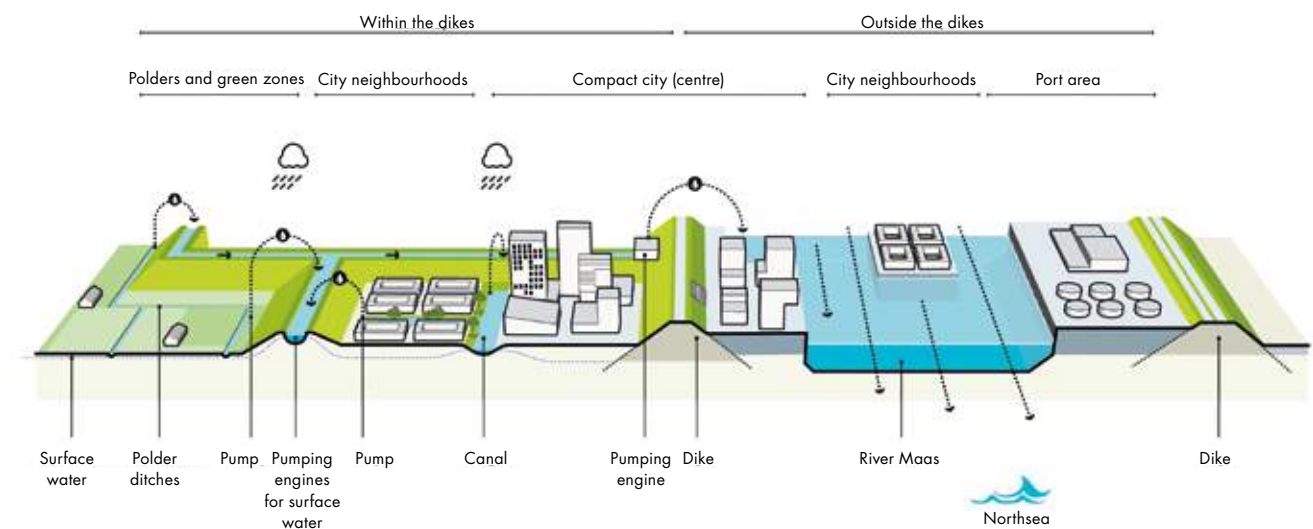 Within the dikes
Outside the dikes
Polders and green zones
City neighbourhoods
Compact city (centre)
City neighbourhoods
Port area
Surface
water
Polder
ditches
Pump
Pumping
engines
for surface
water
Pump
Canal
Pumping
engine
Dike
River Maas
Dike
Northsea